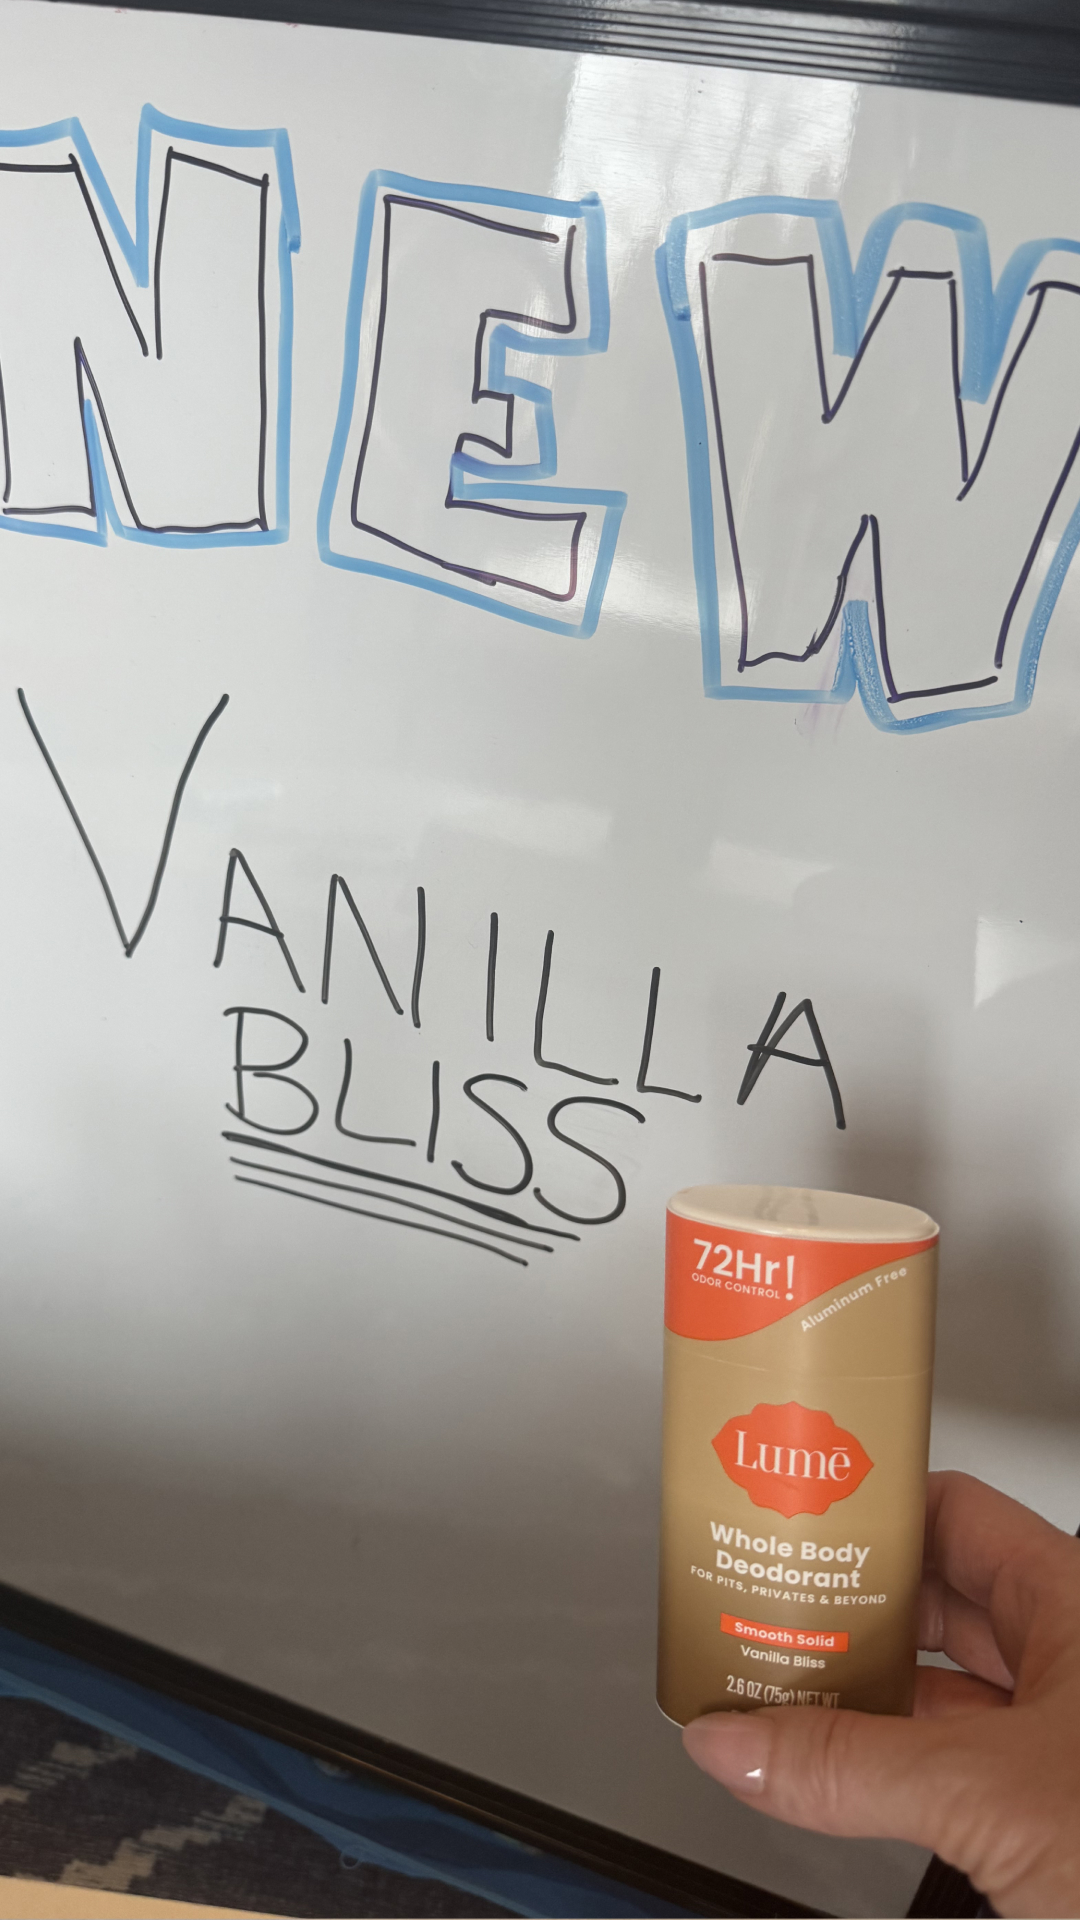 NEW
VANILLA
BLISS
72Hr!
ODOR CONTROL
Aluminum Free
Lumē
Whole Body
Deodorant
FOR PITS, PRIVATES & BEYOND
Smooth Solid
Vanilla Bliss
2.6 OZ (75g) NET WT